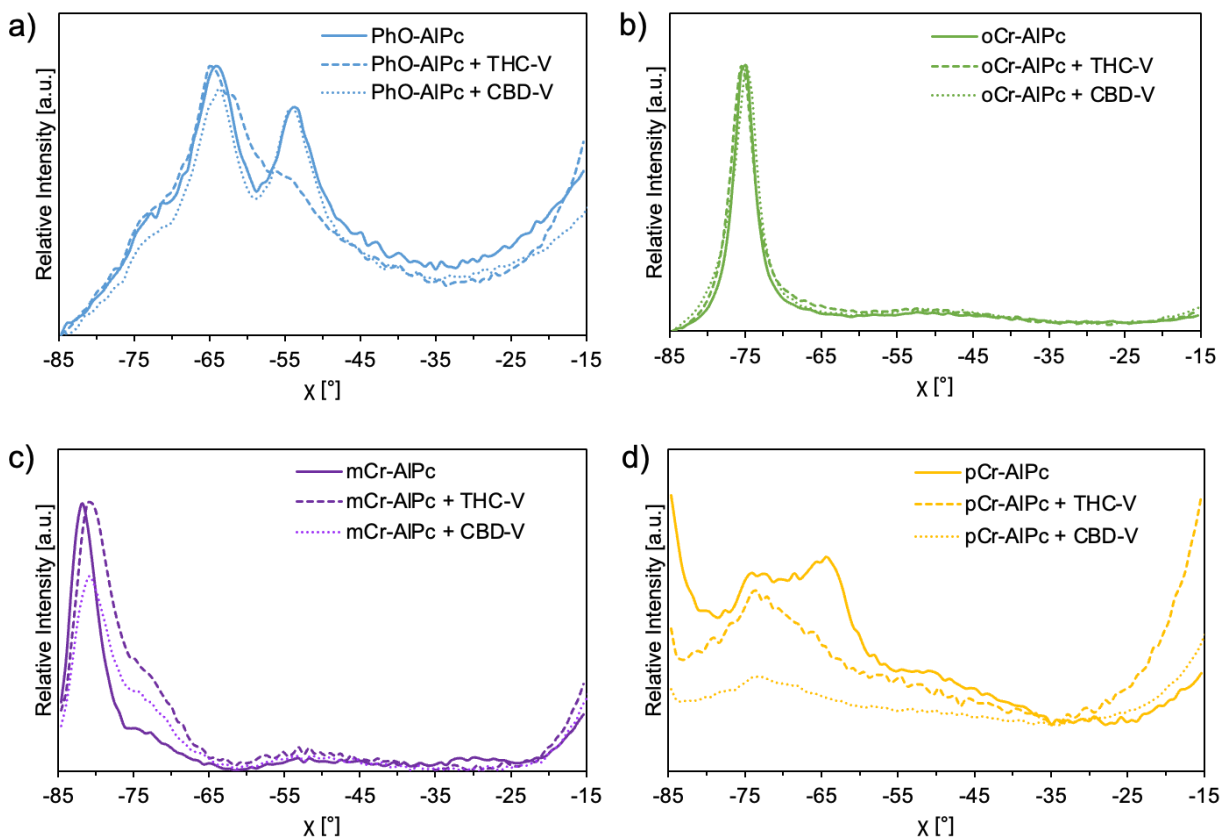 a)
PhO-AlPc
PhO-AlPc + THC-V
PhO-AlPc + CBD-V
Relative Intensity [a.u.]
-85 -75 -65 -55 -45 -35 -25 -15
χ [°]
b)
oCr-AlPc
oCr-AlPc + THC-V
oCr-AlPc + CBD-V
Relative Intensity [a.u.]
-85 -75 -65 -55 -45 -35 -25 -15
χ [°]
c)
mCr-AlPc
mCr-AlPc + THC-V
mCr-AlPc + CBD-V
Relative Intensity [a.u.]
-85 -75 -65 -55 -45 -35 -25 -15
χ [°]
d)
pCr-AlPc
pCr-AlPc + THC-V
pCr-AlPc + CBD-V
Relative Intensity [a.u.]
-85 -75 -65 -55 -45 -35 -25 -15
χ [°]